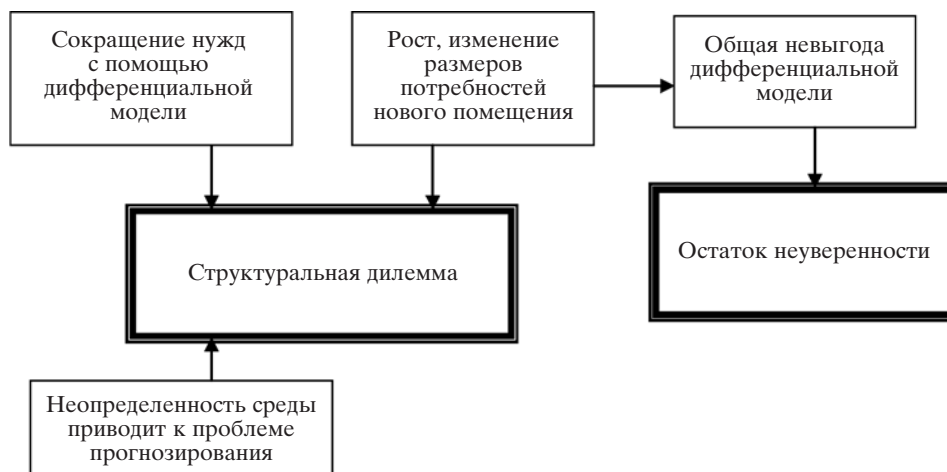 Сокращение нужд
с помощью
дифференциальной
модели
Рост, изменение
размеров
потребностей
нового помещения
Общая невыгода
дифференциальной
модели
Структуральная дилемма
Остаток неуверенности
Неопределенность среды
приводит к проблеме
прогнозирования